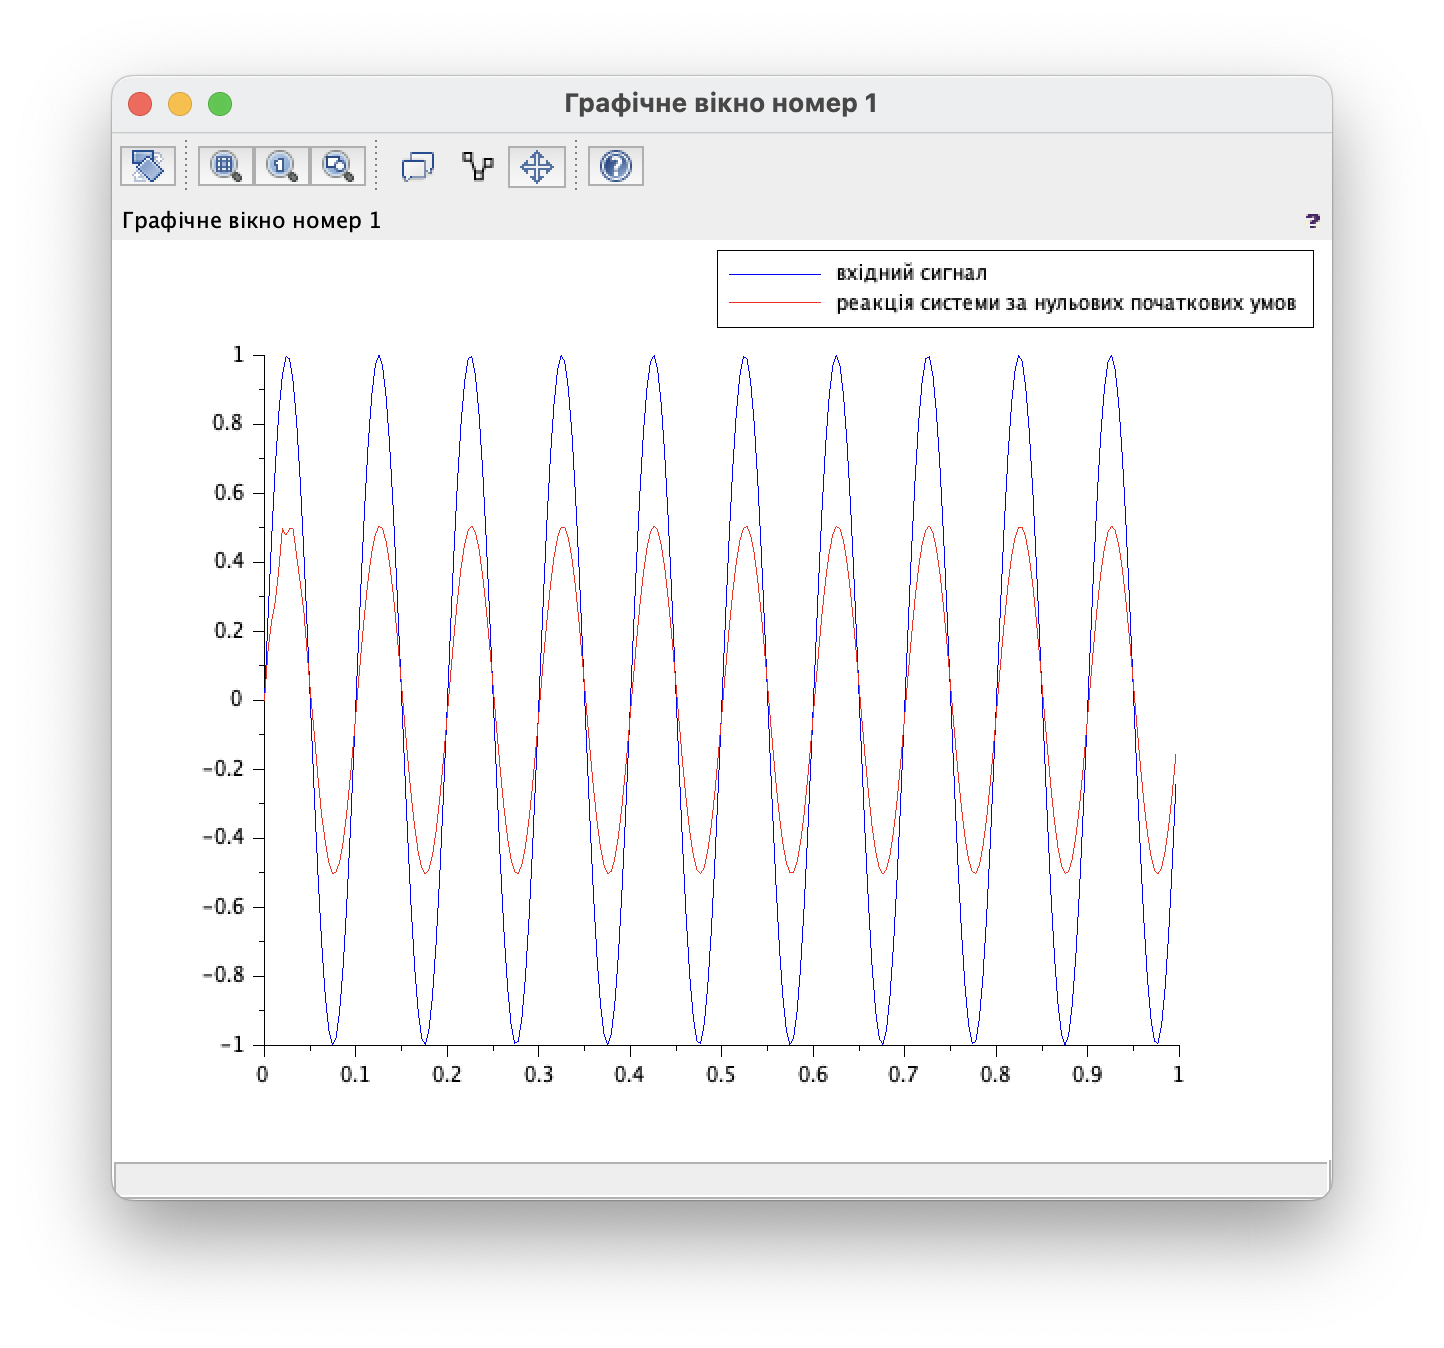 Графічне вікно номер 1
Графічне вікно номер 1
?
вхідний сигнал
реакція системи за нульових початкових умов
1
0.8
0.6
0.4
0.2
0
-0.2
-0.4
-0.6
-0.8
-1
0 0.1 0.2 0.3 0.4 0.5 0.6 0.7 0.8 0.9 1